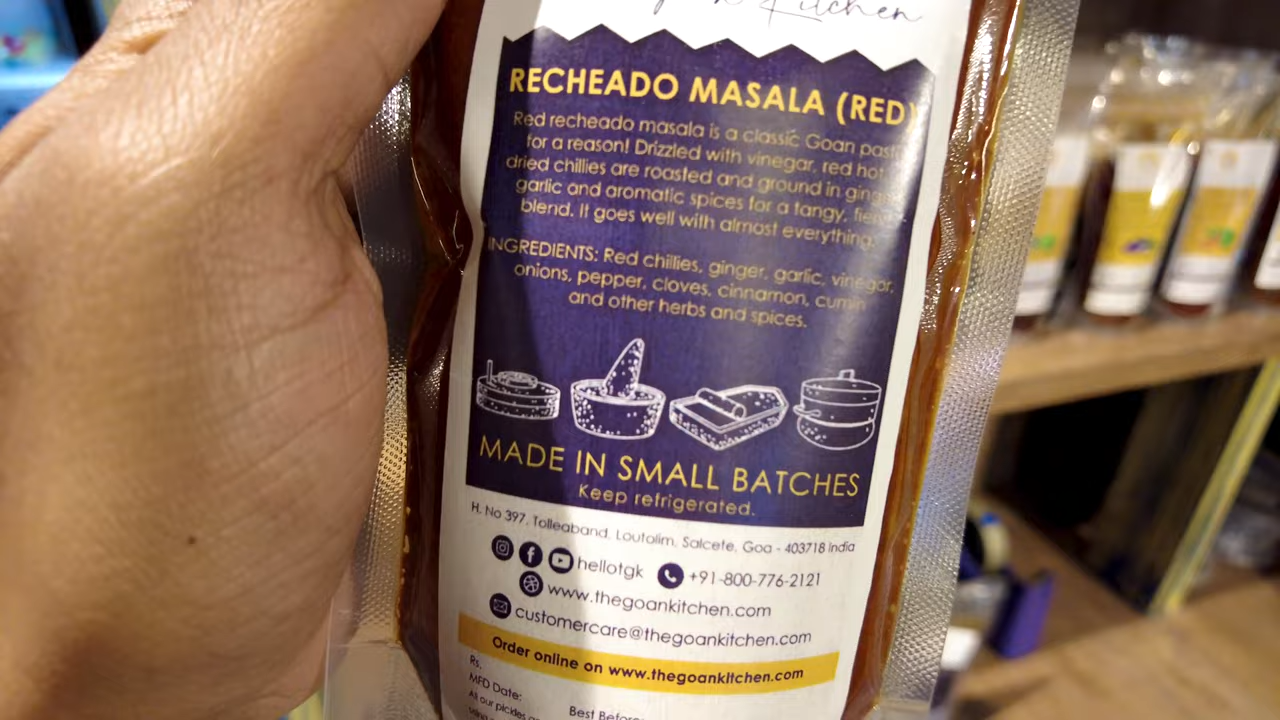 Kitchen
RECHEADO MASALA (RED)
Red recheado masala is a classic Goan
for a reason! Drizzled with vinegar, red hot
dried chillies are roasted and ground in
garlic and aromatic spices for a tangy,
blend. It goes well with almost everything.
INGREDIENTS: Red chillies, ginger, garlic, vinegar,
onions, pepper, cloves, cinnamon, cumin
and other herbs and spices.
MADE IN SMALL BATCHES
Keep refrigerated.
H. No 397, Tolleaband, Loutolim, Salcete, Goa - 403718 India
hellotgk +91-800-776-2121
www.thegoankitchen.com
customercare@thegoankitchen.com
Order online on www.thegoankitchen.com
Rs.
MFD Date: Best Before
All our pickles